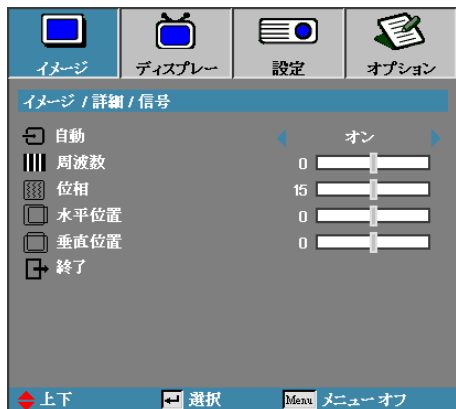 イメージ ディスプレー 設定 オプション
イメージ / 詳細 / 信号
自動 オン
周波数 0
位相 15
水平位置 0
垂直位置 0
終了
上下 選択 Menu メニューオフ